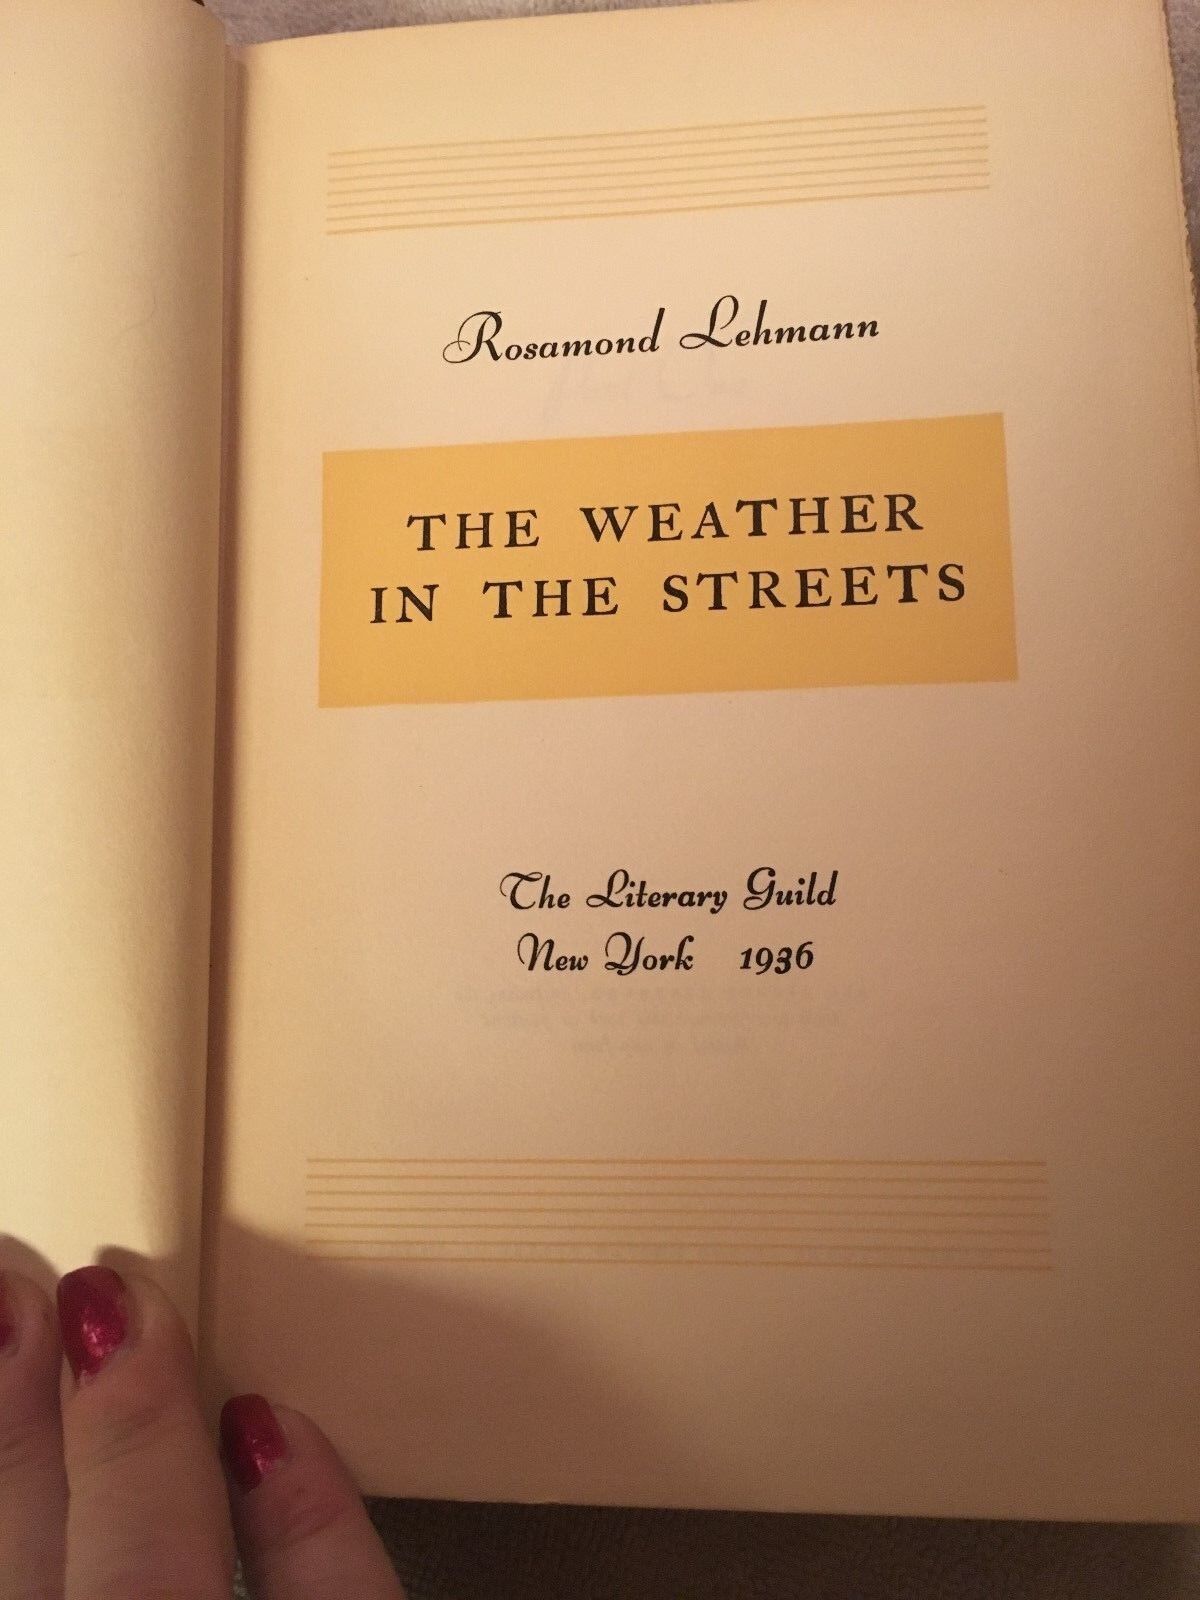 Rosamond Lehmann
THE WEATHER
IN THE STREETS
The Literary Guild
New York 1936